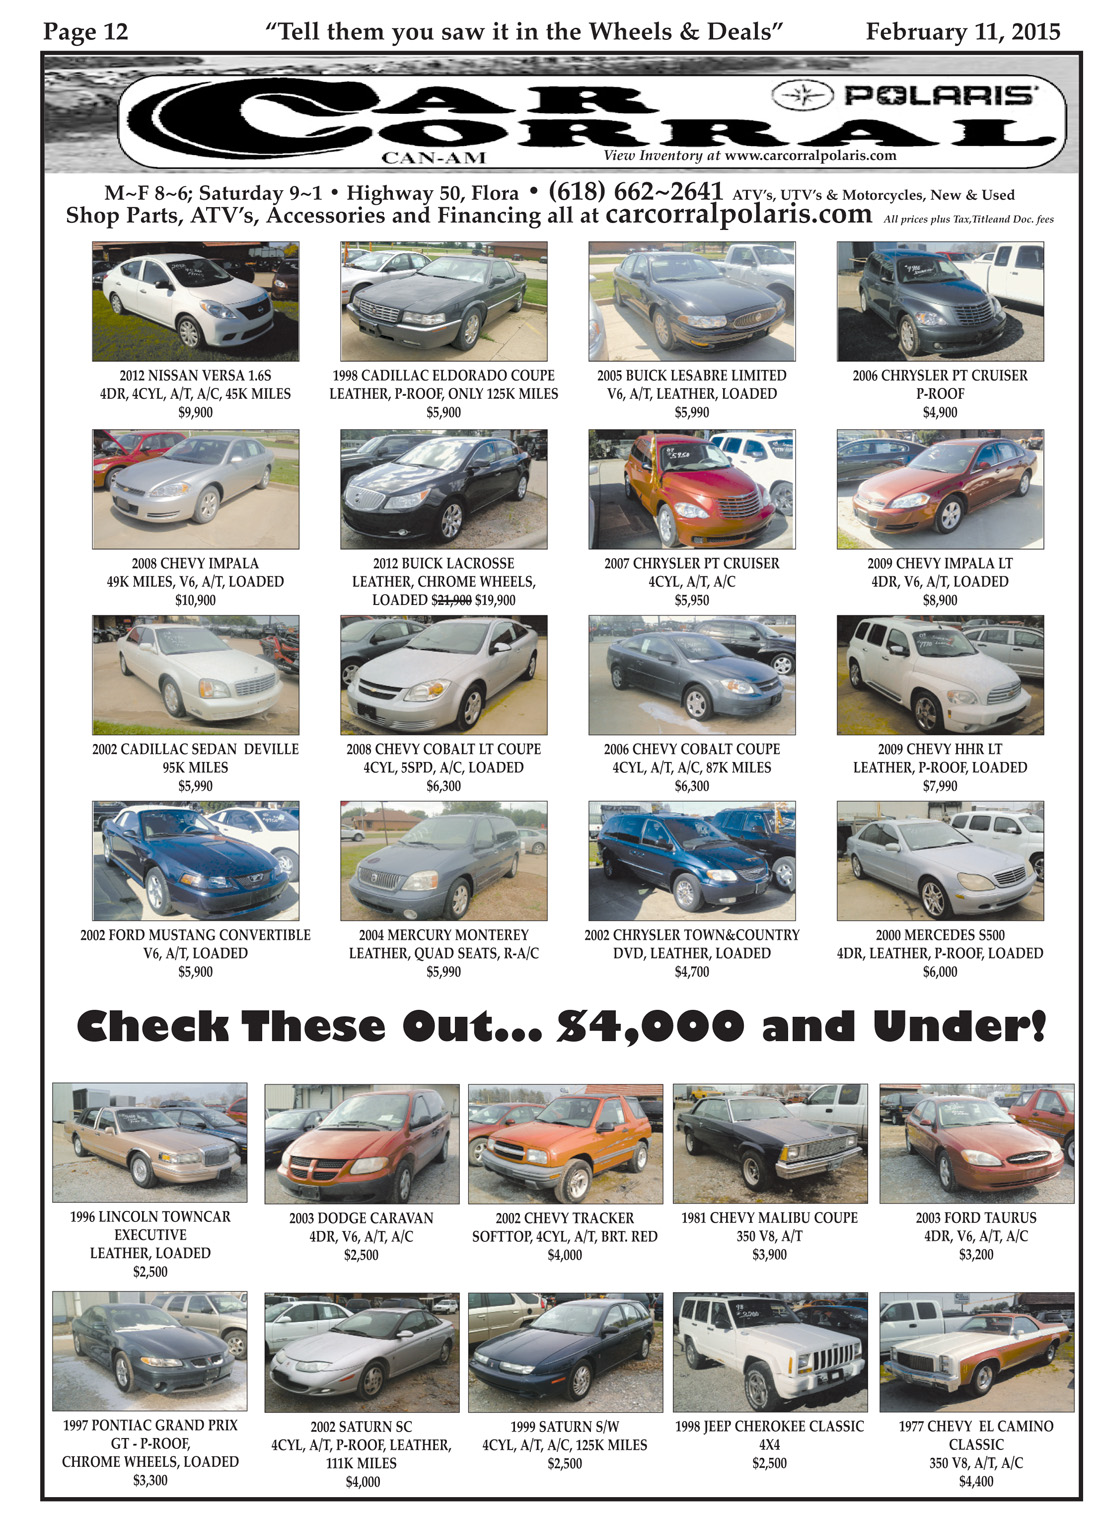 Page 12 “Tell them you saw it in the Wheels & Deals” February 11, 2015
CAR
CORRAL
POLARIS
CAN-AM
View Inventory at www.carcorralpolaris.com
M~F 8~6; Saturday 9~1 • Highway 50, Flora • (618) 662~2641 ATV's, UTV's & Motorcycles, New & Used
Shop Parts, ATV's, Accessories and Financing all at carcorralpolaris.com All prices plus Tax,Titleand Doc. fees
2012 NISSAN VERSA 1.6S
4DR, 4CYL, A/T, A/C, 45K MILES
$9,900
1998 CADILLAC ELDORADO COUPE
LEATHER, P-ROOF, ONLY 125K MILES
$5,900
2005 BUICK LESABRE LIMITED
V6, A/T, LEATHER, LOADED
$5,990
2006 CHRYSLER PT CRUISER
P-ROOF
$4,900
2008 CHEVY IMPALA
49K MILES, V6, A/T, LOADED
$10,900
2012 BUICK LACROSSE
LEATHER, CHROME WHEELS,
LOADED $21,900 $19,900
2007 CHRYSLER PT CRUISER
4CYL, A/T, A/C
$5,950
2009 CHEVY IMPALA LT
4DR, V6, A/T, LOADED
$8,900
2002 CADILLAC SEDAN DEVILLE
95K MILES
$5,990
2008 CHEVY COBALT LT COUPE
4CYL, 5SPD, A/C, LOADED
$6,300
2006 CHEVY COBALT COUPE
4CYL, A/T, A/C, 87K MILES
$6,300
2009 CHEVY HHR LT
LEATHER, P-ROOF, LOADED
$7,990
2002 FORD MUSTANG CONVERTIBLE
V6, A/T, LOADED
$5,900
2004 MERCURY MONTEREY
LEATHER, QUAD SEATS, R-A/C
$5,990
2002 CHRYSLER TOWN&COUNTRY
DVD, LEATHER, LOADED
$4,700
2000 MERCEDES S500
4DR, LEATHER, P-ROOF, LOADED
$6,000
Check These Out... $4,000 and Under!
1996 LINCOLN TOWNCAR
EXECUTIVE
LEATHER, LOADED
$2,500
2003 DODGE CARAVAN
4DR, V6, A/T, A/C
$2,500
2002 CHEVY TRACKER
SOFTTOP, 4CYL, A/T, BRT. RED
$4,000
1981 CHEVY MALIBU COUPE
350 V8, A/T
$3,900
2003 FORD TAURUS
4DR, V6, A/T, A/C
$3,200
1997 PONTIAC GRAND PRIX
GT - P-ROOF,
CHROME WHEELS, LOADED
$3,300
2002 SATURN SC
4CYL, A/T, P-ROOF, LEATHER,
111K MILES
$4,000
1999 SATURN S/W
4CYL, A/T, A/C, 125K MILES
$2,500
1998 JEEP CHEROKEE CLASSIC
4X4
$2,500
1977 CHEVY EL CAMINO
CLASSIC
350 V8, A/T, A/C
$4,400